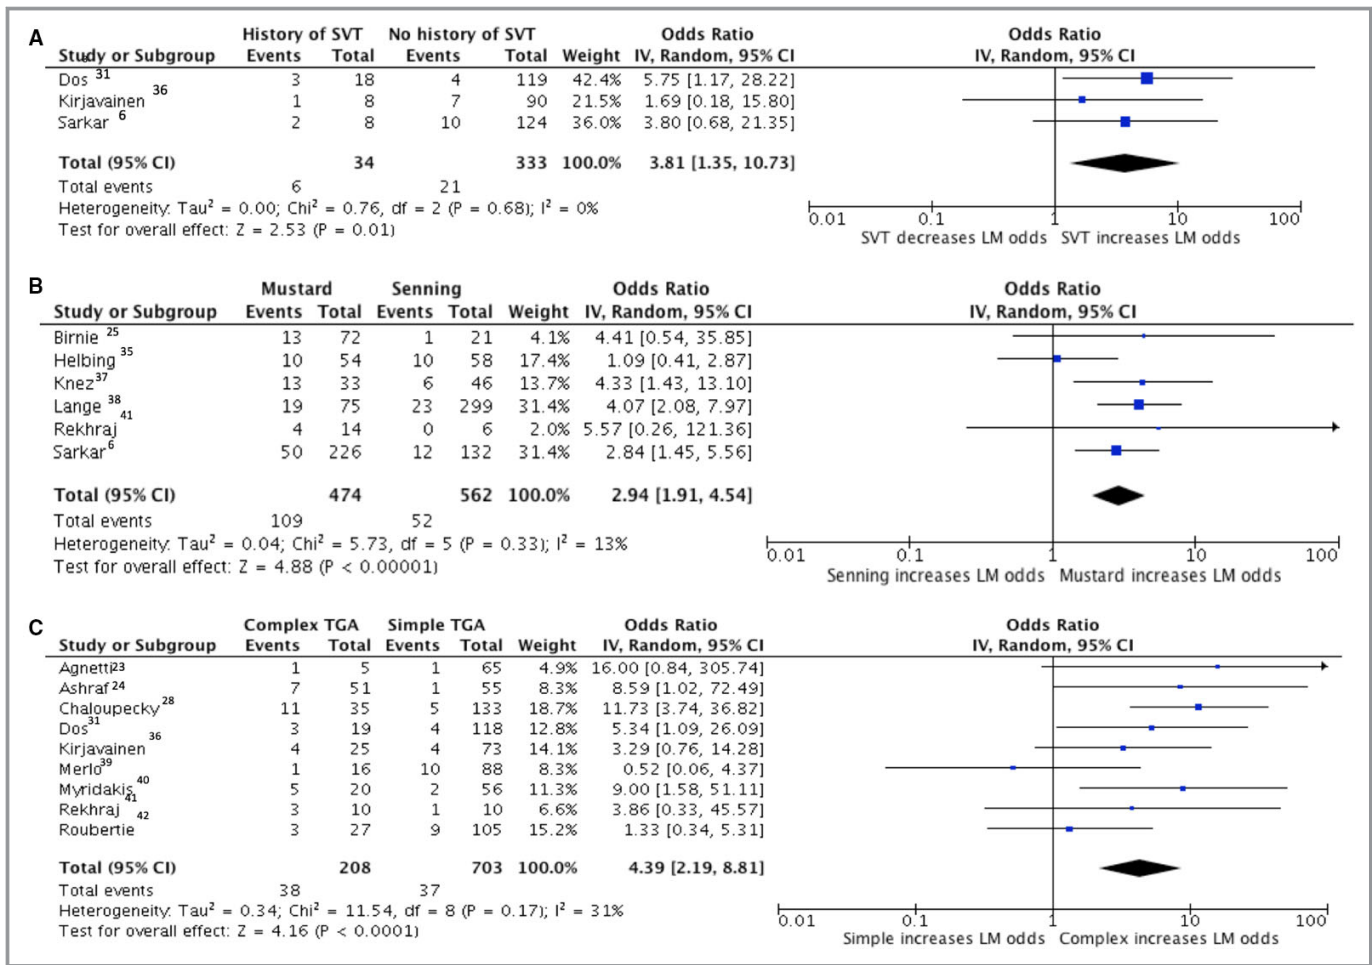 A
History of SVT No history of SVT Odds Ratio Odds Ratio
Study or Subgroup Events Total Events Total Weight IV, Random, 95% CI IV, Random, 95% CI
Dos 31 3 18 4 119 42.4% 5.75 [1.17, 28.22]
Kirjavainen 36 1 8 7 90 21.5% 1.69 [0.18, 15.80]
Sarkar 6 2 8 10 124 36.0% 3.80 [0.68, 21.35]
Total (95% CI) 34 333 100.0% 3.81 [1.35, 10.73]
Total events 6 21
Heterogeneity: Tau² = 0.00; Chi² = 0.76, df = 2 (P = 0.68); I² = 0%
Test for overall effect: Z = 2.53 (P = 0.01)
0.01 0.1 1 10 100
SVT decreases LM odds SVT increases LM odds
B
Mustard Senning Odds Ratio Odds Ratio
Study or Subgroup Events Total Events Total Weight IV, Random, 95% CI IV, Random, 95% CI
Birnie 25 13 72 1 21 4.1% 4.41 [0.54, 35.85]
Helbing 35 10 54 10 58 17.4% 1.09 [0.41, 2.87]
Knez 37 13 33 6 46 13.7% 4.33 [1.43, 13.10]
Lange 38 19 75 23 299 31.4% 4.07 [2.08, 7.97]
Rekhraj 41 4 14 0 6 2.0% 5.57 [0.26, 121.36]
Sarkar 6 50 226 12 132 31.4% 2.84 [1.45, 5.56]
Total (95% CI) 474 562 100.0% 2.94 [1.91, 4.54]
Total events 109 52
Heterogeneity: Tau² = 0.04; Chi² = 5.73, df = 5 (P = 0.33); I² = 13%
Test for overall effect: Z = 4.88 (P < 0.00001)
0.01 0.1 1 10 100
Senning increases LM odds Mustard increases LM odds
C
Complex TGA Simple TGA Odds Ratio Odds Ratio
Study or Subgroup Events Total Events Total Weight IV, Random, 95% CI IV, Random, 95% CI
Agnetti 23 1 5 1 65 4.9% 16.00 [0.84, 305.74]
Ashraf 24 7 51 1 55 8.3% 8.59 [1.02, 72.49]
Chaloupecky 28 11 35 5 133 18.7% 11.73 [3.74, 36.82]
Dos 31 3 19 4 118 12.8% 5.34 [1.09, 26.09]
Kirjavainen 36 4 25 4 73 14.1% 3.29 [0.76, 14.28]
Merlo 39 1 16 10 88 8.3% 0.52 [0.06, 4.37]
Myridakis 40 5 20 2 56 11.3% 9.00 [1.58, 51.11]
Rekhraj 41 3 10 1 10 6.6% 3.86 [0.33, 45.57]
Roubertie 42 3 27 9 105 15.2% 1.33 [0.34, 5.31]
Total (95% CI) 208 703 100.0% 4.39 [2.19, 8.81]
Total events 38 37
Heterogeneity: Tau² = 0.34; Chi² = 11.54, df = 8 (P = 0.17); I² = 31%
Test for overall effect: Z = 4.16 (P < 0.0001)
0.01 0.1 1 10 100
Simple increases LM odds Complex increases LM odds